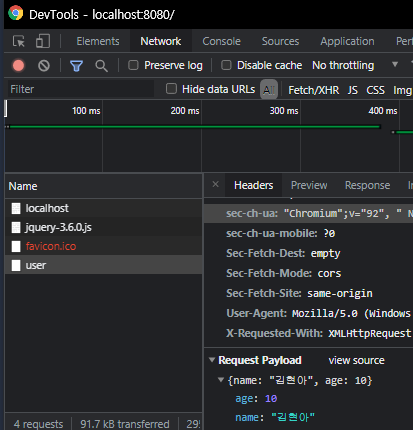 DevTools - localhost:8080/
Elements Network Sources Application Security
Preserve log Disable cache No throttling
Filter Hide data URLs All Fetch/XHR JS CSS Img
100 ms 200 ms 300 ms 400 ms
Name
localhost
jquery-3.6.0.js
favicon.ico
user
Headers Preview Response Initiator
sec-ch-ua: "Chromium";v="92", " N
sec-ch-ua-mobile: ?0
Sec-Fetch-Dest: empty
Sec-Fetch-Mode: cors
Sec-Fetch-Site: same-origin
User-Agent: Mozilla/5.0 (Windows
X-Requested-With: XMLHttpRequest
Request Payload view source
{name: "김현아", age: 10}
age: 10
name: "김현아"
4 requests 91.7 kB transferred 295